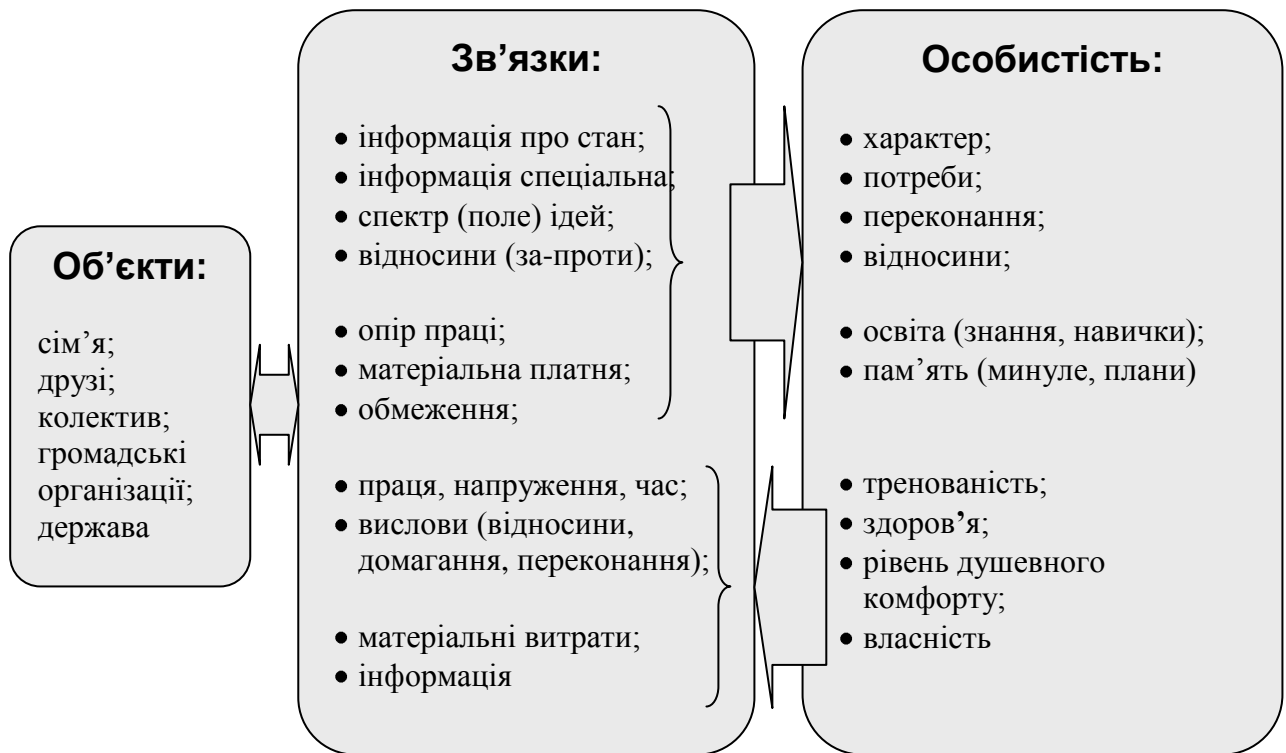 Об’єкти:
сім’я;
друзі;
колектив;
громадські
організації;
держава
Зв’язки:
• інформація про стан;
• інформація спеціальна;
• спектр (поле) ідей;
• відносини (за-проти);
• опір праці;
• матеріальна платня;
• обмеження;
• праця, напруження, час;
• вислови (відносини,
домагання, переконання);
• матеріальні витрати;
• інформація
Особистість:
• характер;
• потреби;
• переконання;
• відносини;
• освіта (знання, навички);
• пам’ять (минуле, плани)
• тренованість;
• здоров’я;
• рівень душевного
комфорту;
• власність